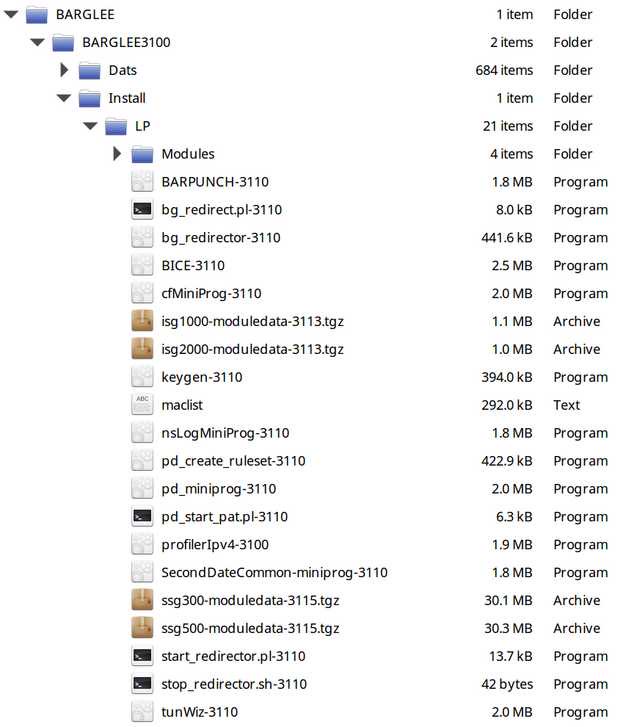 BARGLEE 1 item Folder
BARGLEE3100 2 items Folder
Dats 684 items Folder
Install 1 item Folder
LP 21 items Folder
Modules 4 items Folder
BARPUNCH-3110 1.8 MB Program
bg_redirect.pl-3110 8.0 kB Program
bg_redirector-3110 441.6 kB Program
BICE-3110 2.5 MB Program
cfMiniProg-3110 2.0 MB Program
isg1000-moduledata-3113.tgz 1.1 MB Archive
isg2000-moduledata-3113.tgz 1.0 MB Archive
keygen-3110 394.0 kB Program
ABC maclist 292.0 kB Text
nsLogMiniProg-3110 1.8 MB Program
pd_create_ruleset-3110 422.9 kB Program
pd_miniprog-3110 2.0 MB Program
pd_start_pat.pl-3110 6.3 kB Program
profilerIpv4-3100 1.9 MB Program
SecondDateCommon-miniprog-3110 1.8 MB Program
ssg300-moduledata-3115.tgz 30.1 MB Archive
ssg500-moduledata-3115.tgz 30.3 MB Archive
start_redirector.pl-3110 13.7 kB Program
stop_redirector.sh-3110 42 bytes Program
tunWiz-3110 2.0 MB Program